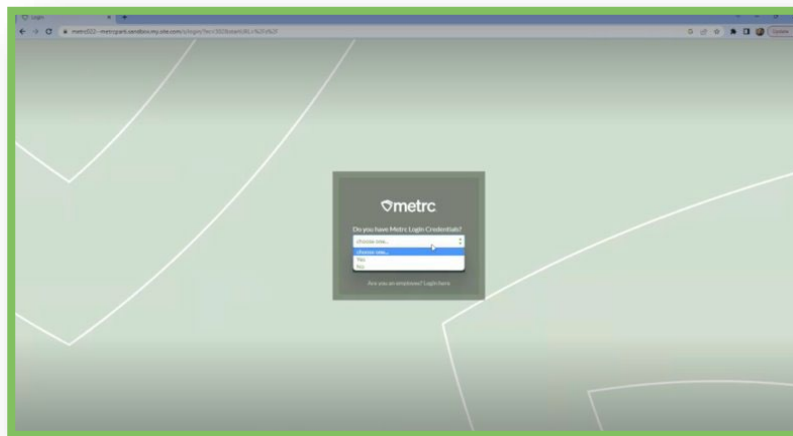 Login
metrc
Do you have Metrc Login Credentials?
choose one...
choose one...
Yes
No
Are you an employee? Login here